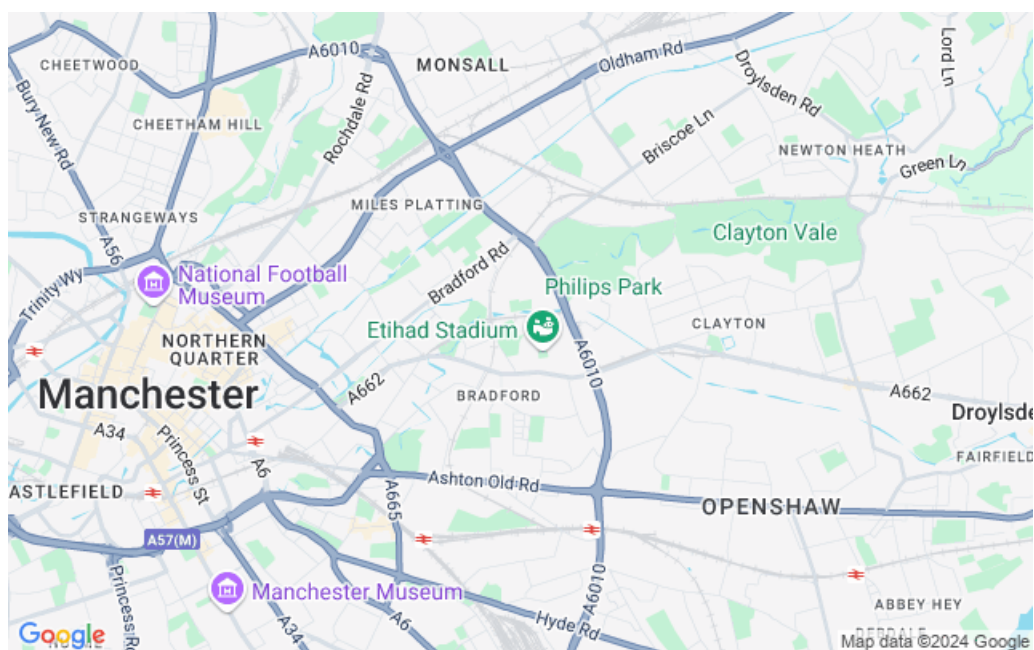 CHEETWOOD
A6010
MONSALL
Oldham Rd
Droylsden Rd
Lord Ln
Bury New Rd
CHEETHAM HILL
Rochdale Rd
Briscoe Ln
NEWTON HEATH
Green Ln
STRANGEWAYS
MILES PLATTING
A56
Clayton Vale
Trinity Wy
National Football
Museum
Bradford Rd
Philips Park
Etihad Stadium
CLAYTON
NORTHERN
QUARTER
A6010
Manchester
A662
BRADFORD
A662
Droylsde
A34
Princess St
A6
FAIRFIELD
ASTLEFIELD
A665
Ashton Old Rd
OPENSHAW
A57(M)
Princess R
Manchester Museum
A34
A6
Hyde Rd
A6010
ABBEY HEY
Google
Map data ©2024 Google